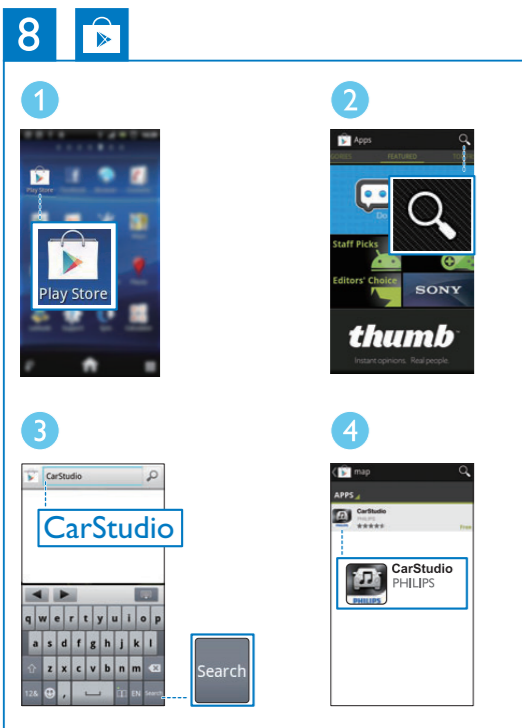 8
1
2
Play Store
Play Store
Apps
FEATURED
Staff Picks
Editors' Choice
SONY
thumb
Instant opinions. Real people.
3
4
CarStudio
CarStudio
q w e r t y u i o p
a s d f g h j k l
z x c v b n m
12& , EN Search
Search
map
APPS
CarStudio
PHILIPS
Free
CarStudio
PHILIPS
PHILIPS